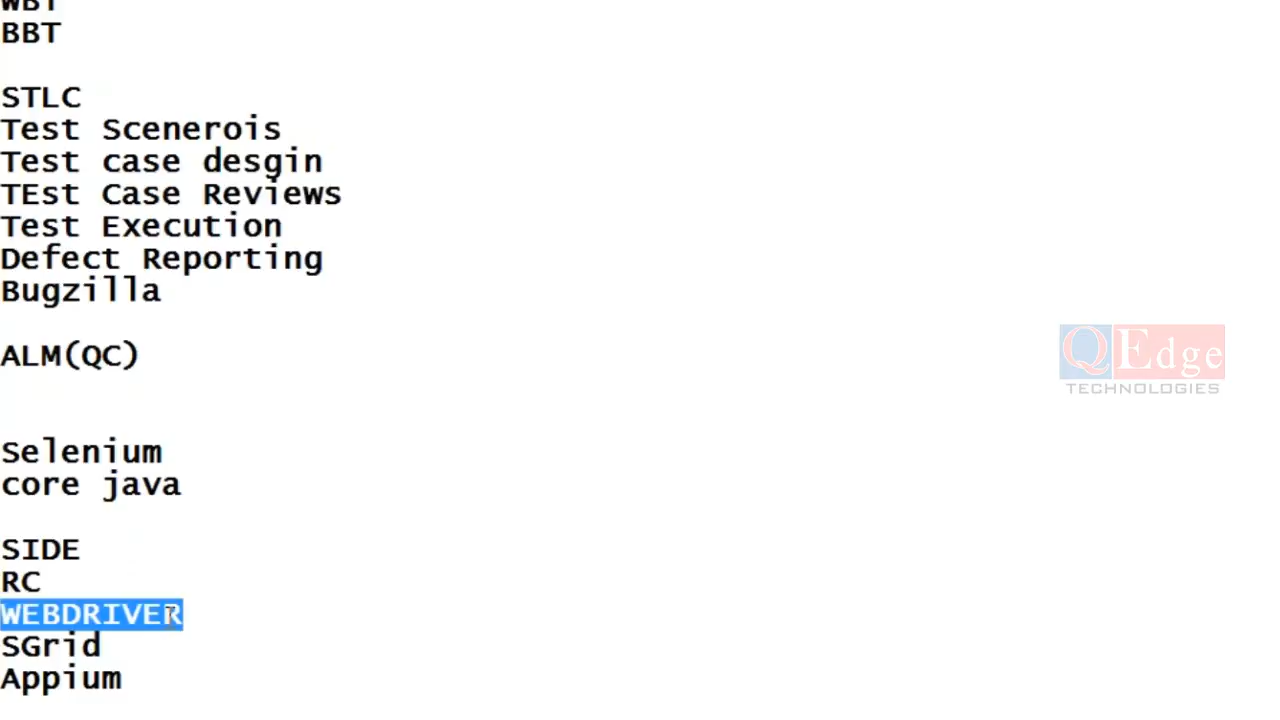 WBT
BBT
STLC
Test Scenerois
Test case desgin
TEst Case Reviews
Test Execution
Defect Reporting
Bugzilla
ALM(QC)
QEdge
TECHNOLOGIES
Selenium
core java
SIDE
RC
WEBDRIVER
SGrid
Appium